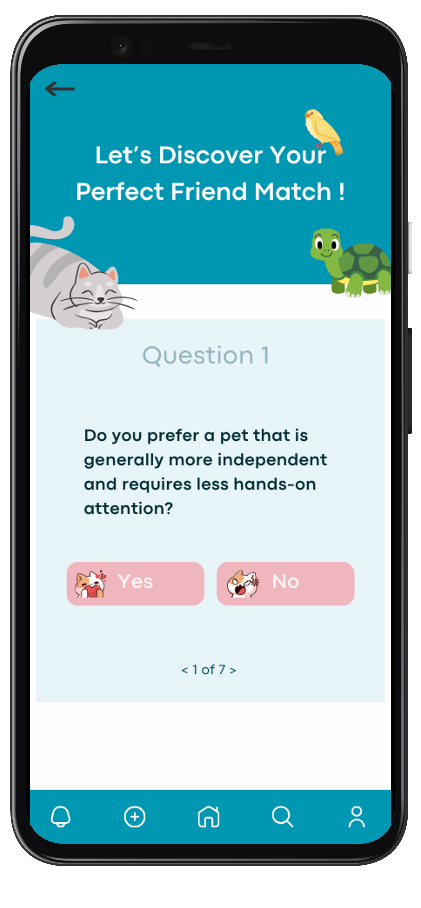 Let's Discover Your
Perfect Friend Match !
Question 1
Do you prefer a pet that is
generally more independent
and requires less hands-on
attention?
Yes
No
< 1 of 7 >